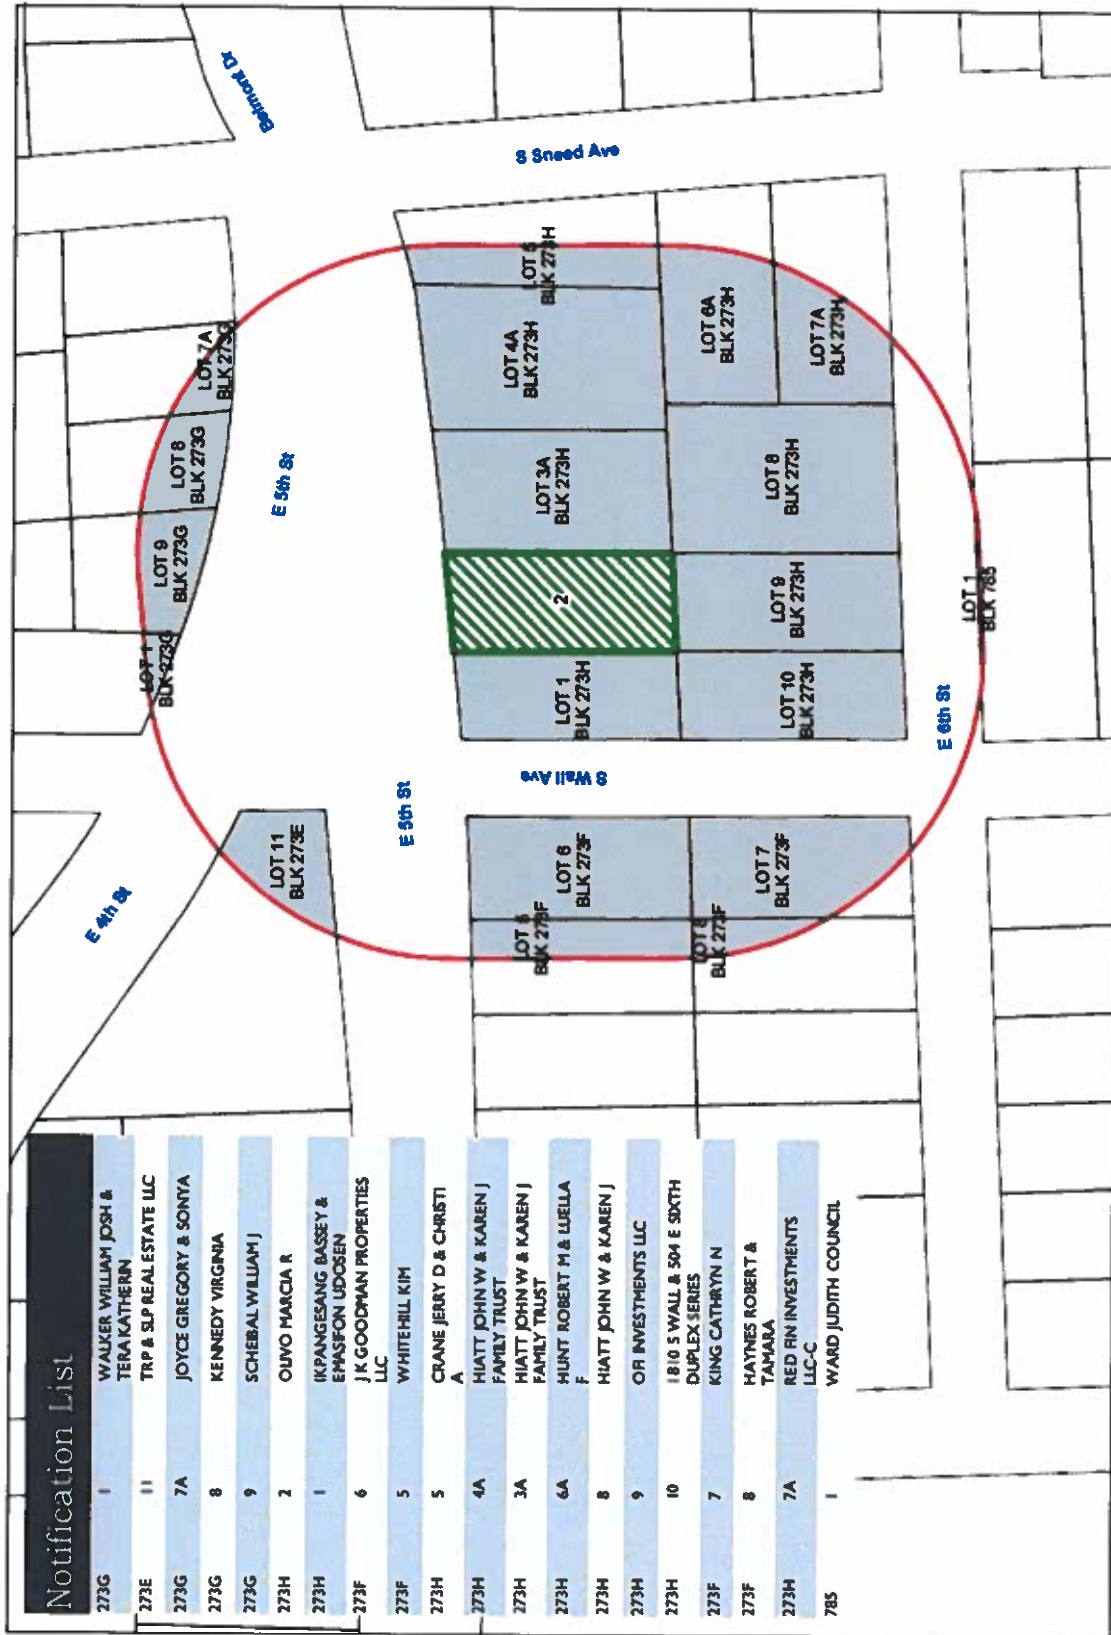 Notification List
273G 1 WALKER WILLIAM JOSH &
TERA KATHERIN
273E 11 TRP & SLP REAL ESTATE LLC
273G 7A JOYCE GREGORY & SONYA
273G 8 KENNEDY VIRGINIA
273G 9 SCHEIBAL WILLIAM J
273H 2 OLIVO MARCIA R
273H 1 IKPANGESANG BASSEY &
EMASIFON UDOSEN
273F 6 J K GOODMAN PROPERTIES
LLC
273F 5 WHITEHILL KIM
273H 5 CRANE JERRY D & CHRISTI
A
273H 4A HIATT JOHN W & KAREN J
FAMILY TRUST
273H 3A HIATT JOHN W & KAREN J
FAMILY TRUST
273H 6A HUNT ROBERT M & LUELLA
F
273H 8 HIATT JOHN W & KAREN J
273H 9 OFI INVESTMENTS LLC
273H 10 1810 S WALL & 504 E SIXTH
DUPLEX SERIES
273F 7 KING CATHRYN N
273F 8 HAYNES ROBERT &
TAMARA
273H 7A RED FIN INVESTMENTS
LLC-C
785 1 WARD JUDITH COUNCIL
E 4th St
LOT 11
BLK 273E
E 5th St
LOT 5
BLK 273F
LOT 6
BLK 273F
LOT 8
BLK 273F
LOT 7
BLK 273F
S Wall Ave
E 6th St
LOT 1
BLK 273G
LOT 9
BLK 273G
LOT 8
BLK 273G
LOT 7A
BLK 273G
E 5th St
LOT 1
BLK 273H
2
LOT 3A
BLK 273H
LOT 4A
BLK 273H
LOT 5
BLK 273H
LOT 10
BLK 273H
LOT 9
BLK 273H
LOT 8
BLK 273H
LOT 6A
BLK 273H
LOT 7A
BLK 273H
LOT 1
BLK 785
Belmont Dr
S Sneed Ave